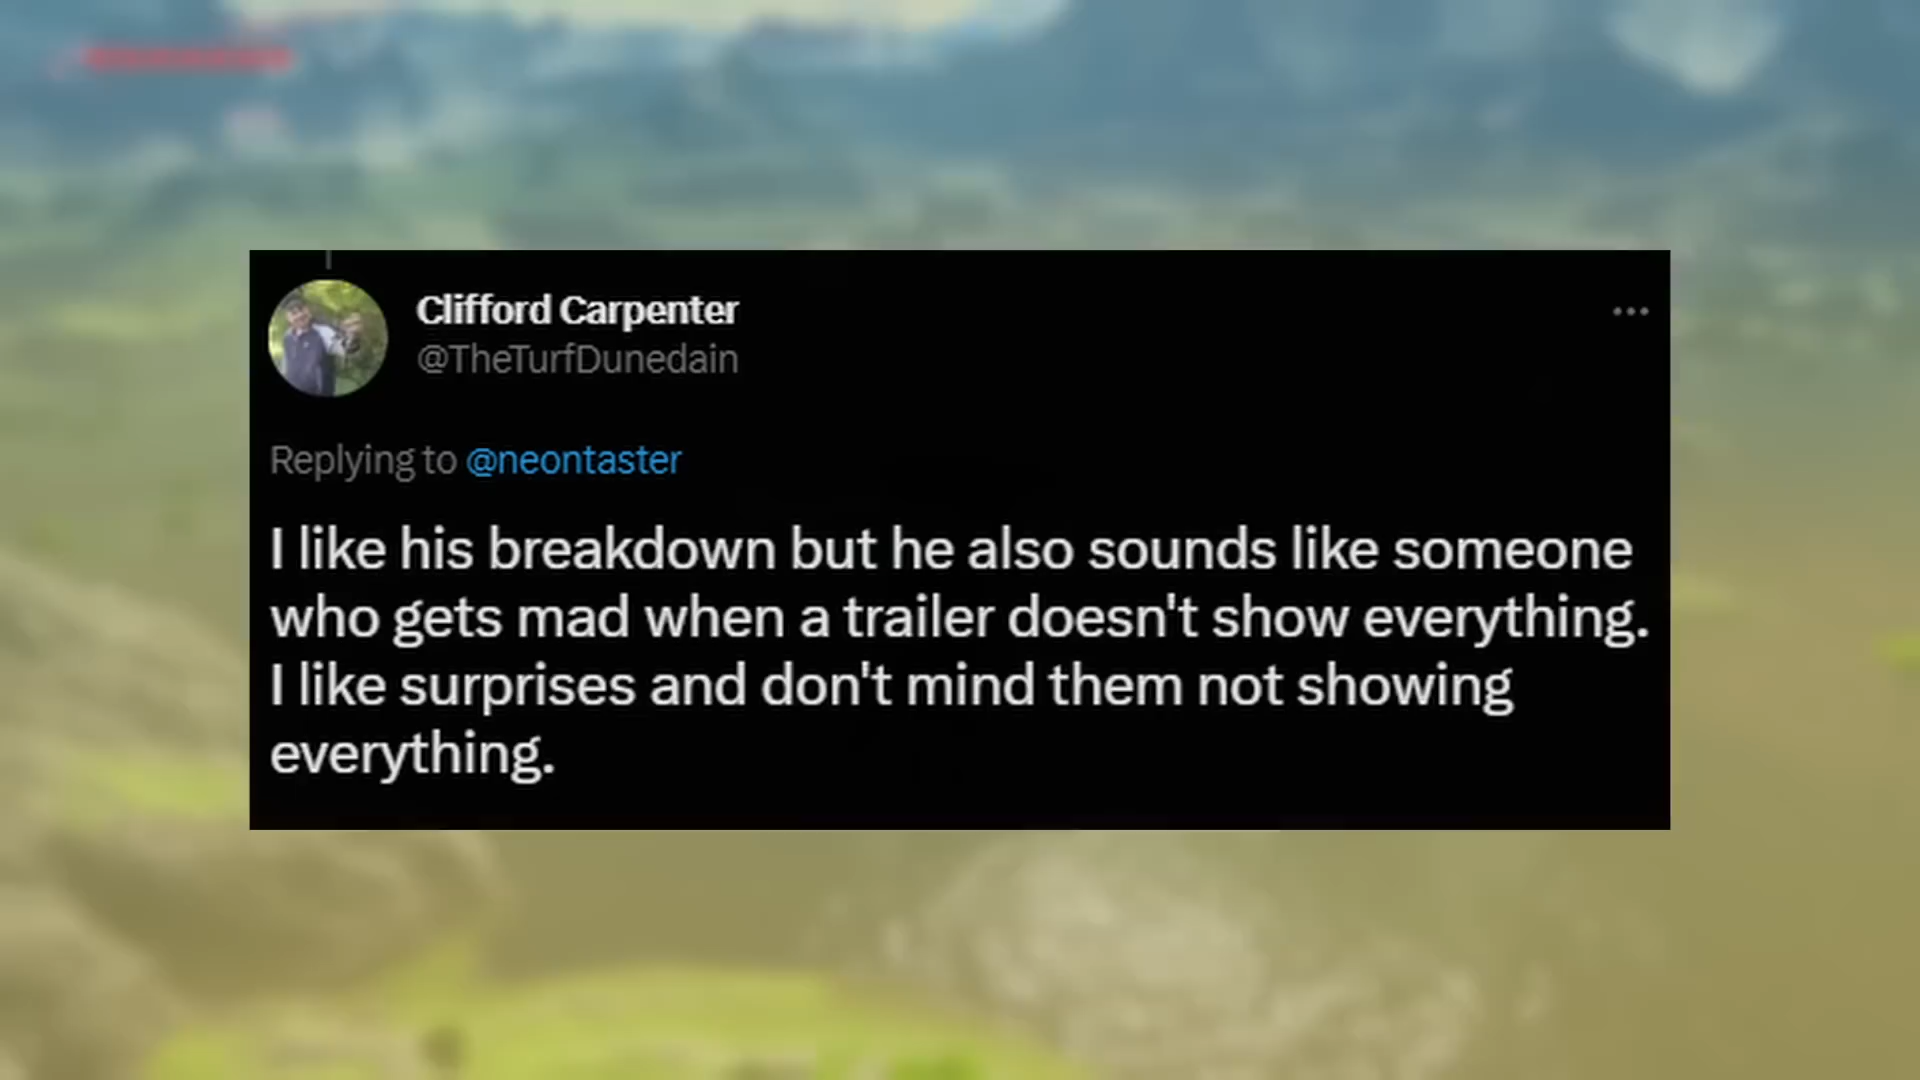 Clifford Carpenter
@TheTurfDunedain
Replying to @neontaster
I like his breakdown but he also sounds like someone
who gets mad when a trailer doesn't show everything.
I like surprises and don't mind them not showing
everything.